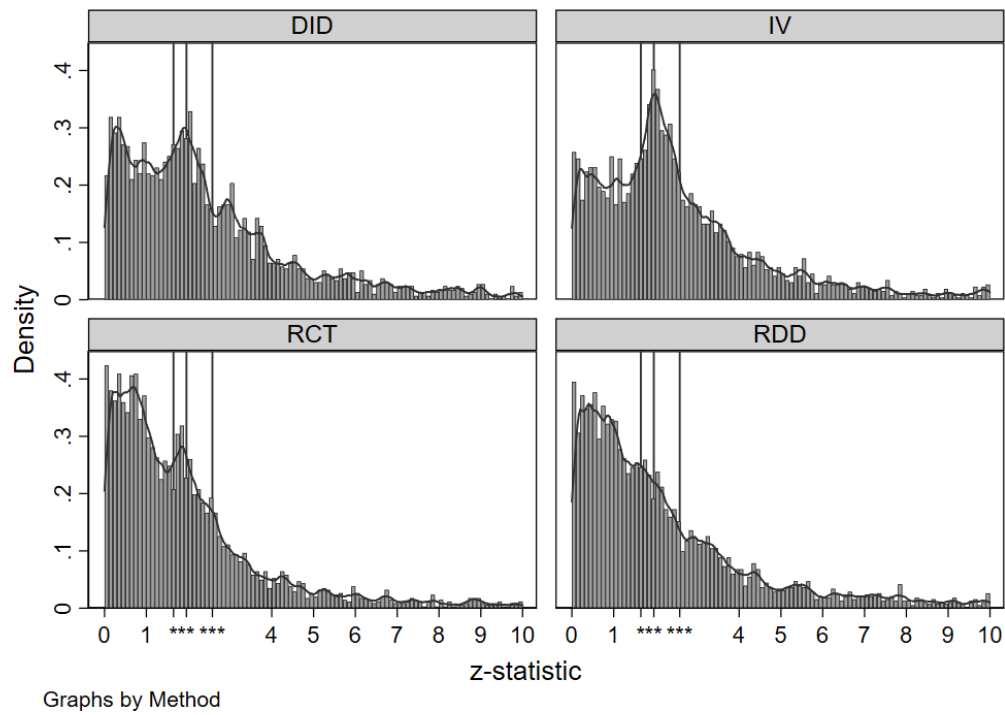 DID
IV
.4
.3
.2
.1
0
RCT
RDD
.4
.3
.2
.1
0
Density
0 1 *** *** 4 5 6 7 8 9 10
0 1 *** *** 4 5 6 7 8 9 10
z-statistic
Graphs by Method